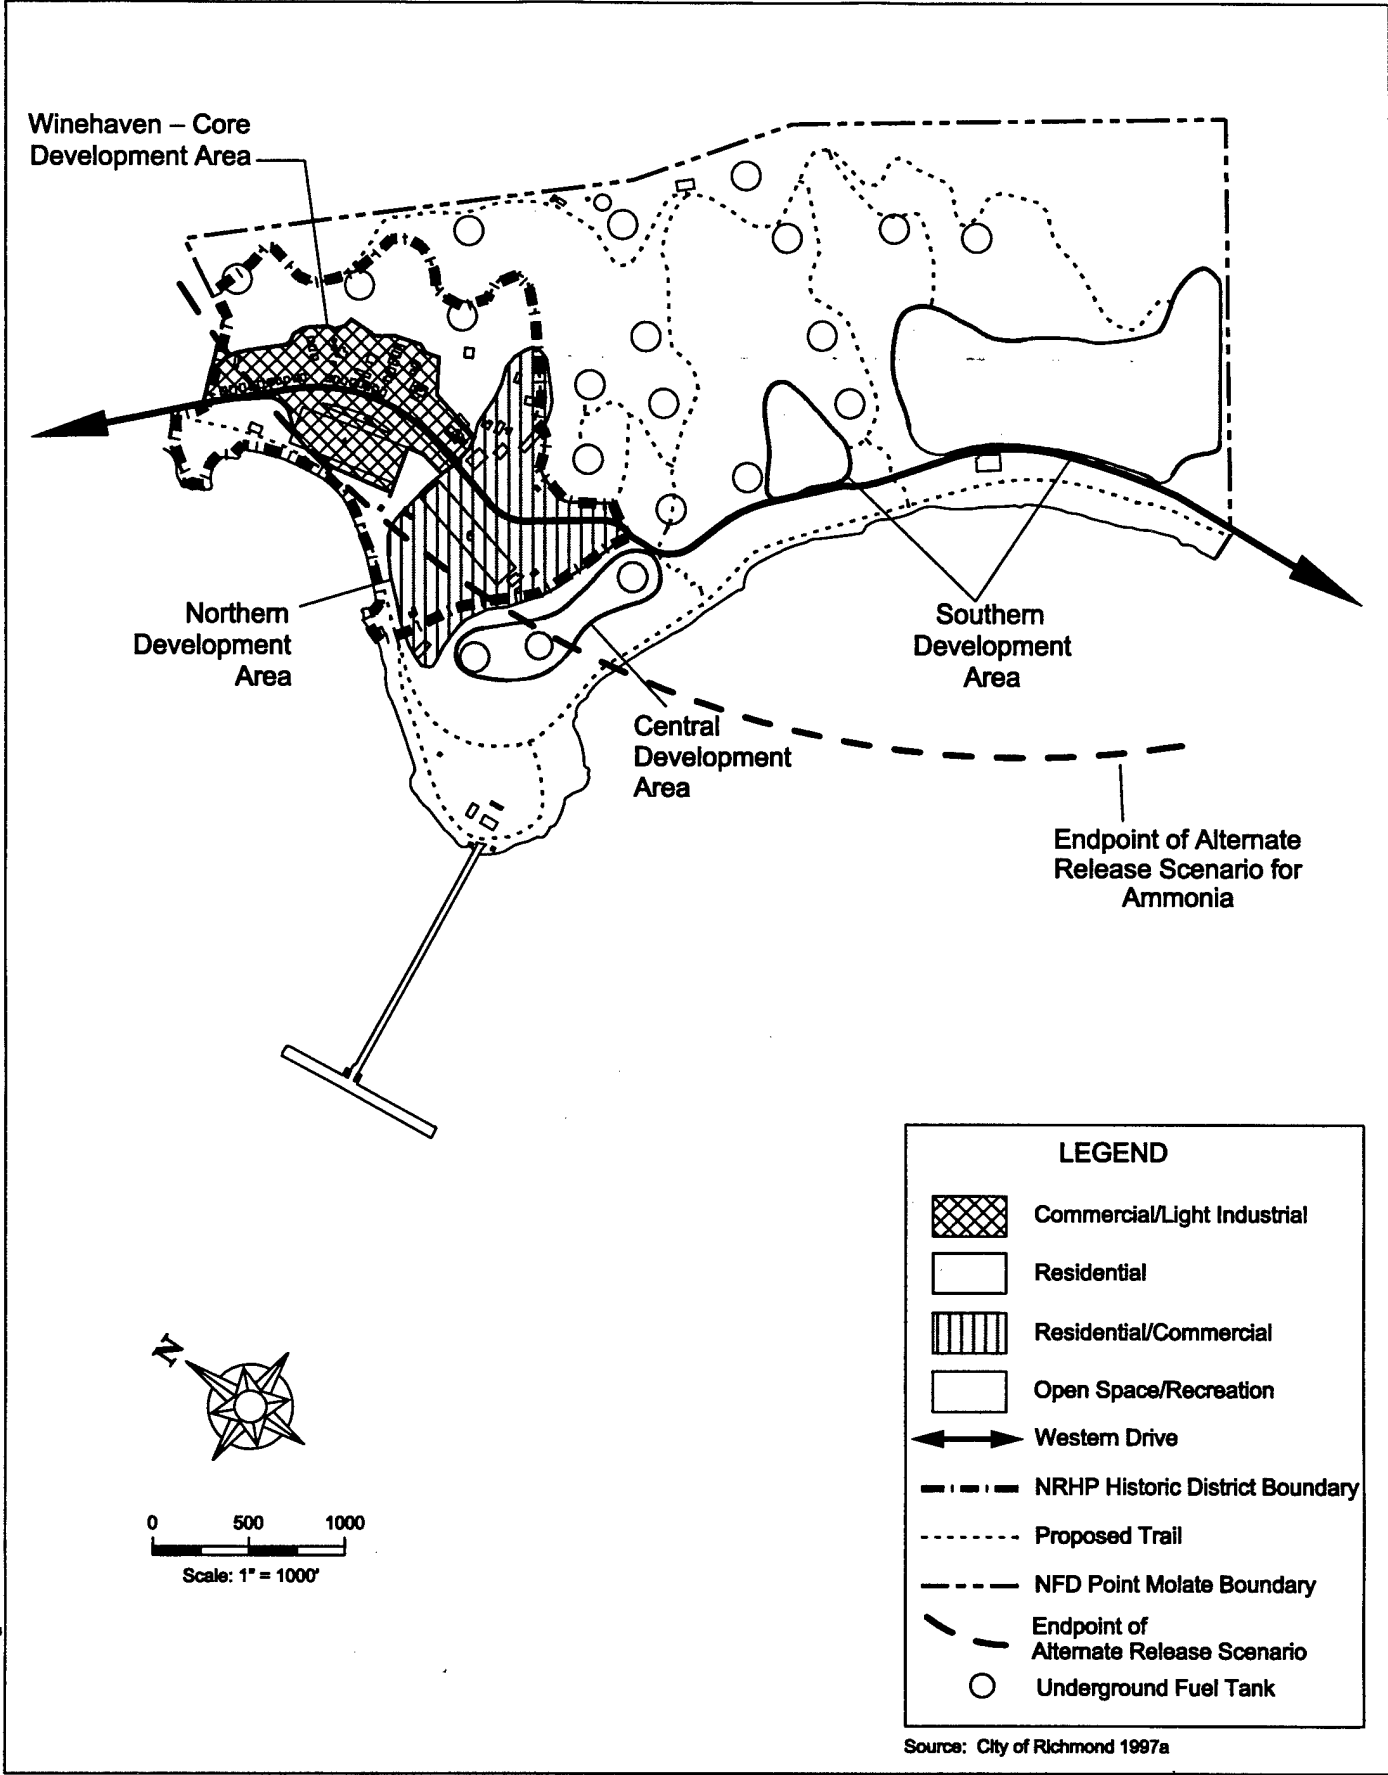 Winehaven – Core
Development Area
Northern
Development
Area
Central
Development
Area
Southern
Development
Area
Endpoint of Alternate
Release Scenario for
Ammonia
N
0 500 1000
Scale: 1" = 1000'
LEGEND
Commercial/Light Industrial
Residential
Residential/Commercial
Open Space/Recreation
Western Drive
NRHP Historic District Boundary
Proposed Trail
NFD Point Molate Boundary
Endpoint of
Alternate Release Scenario
Underground Fuel Tank
Source: City of Richmond 1997a